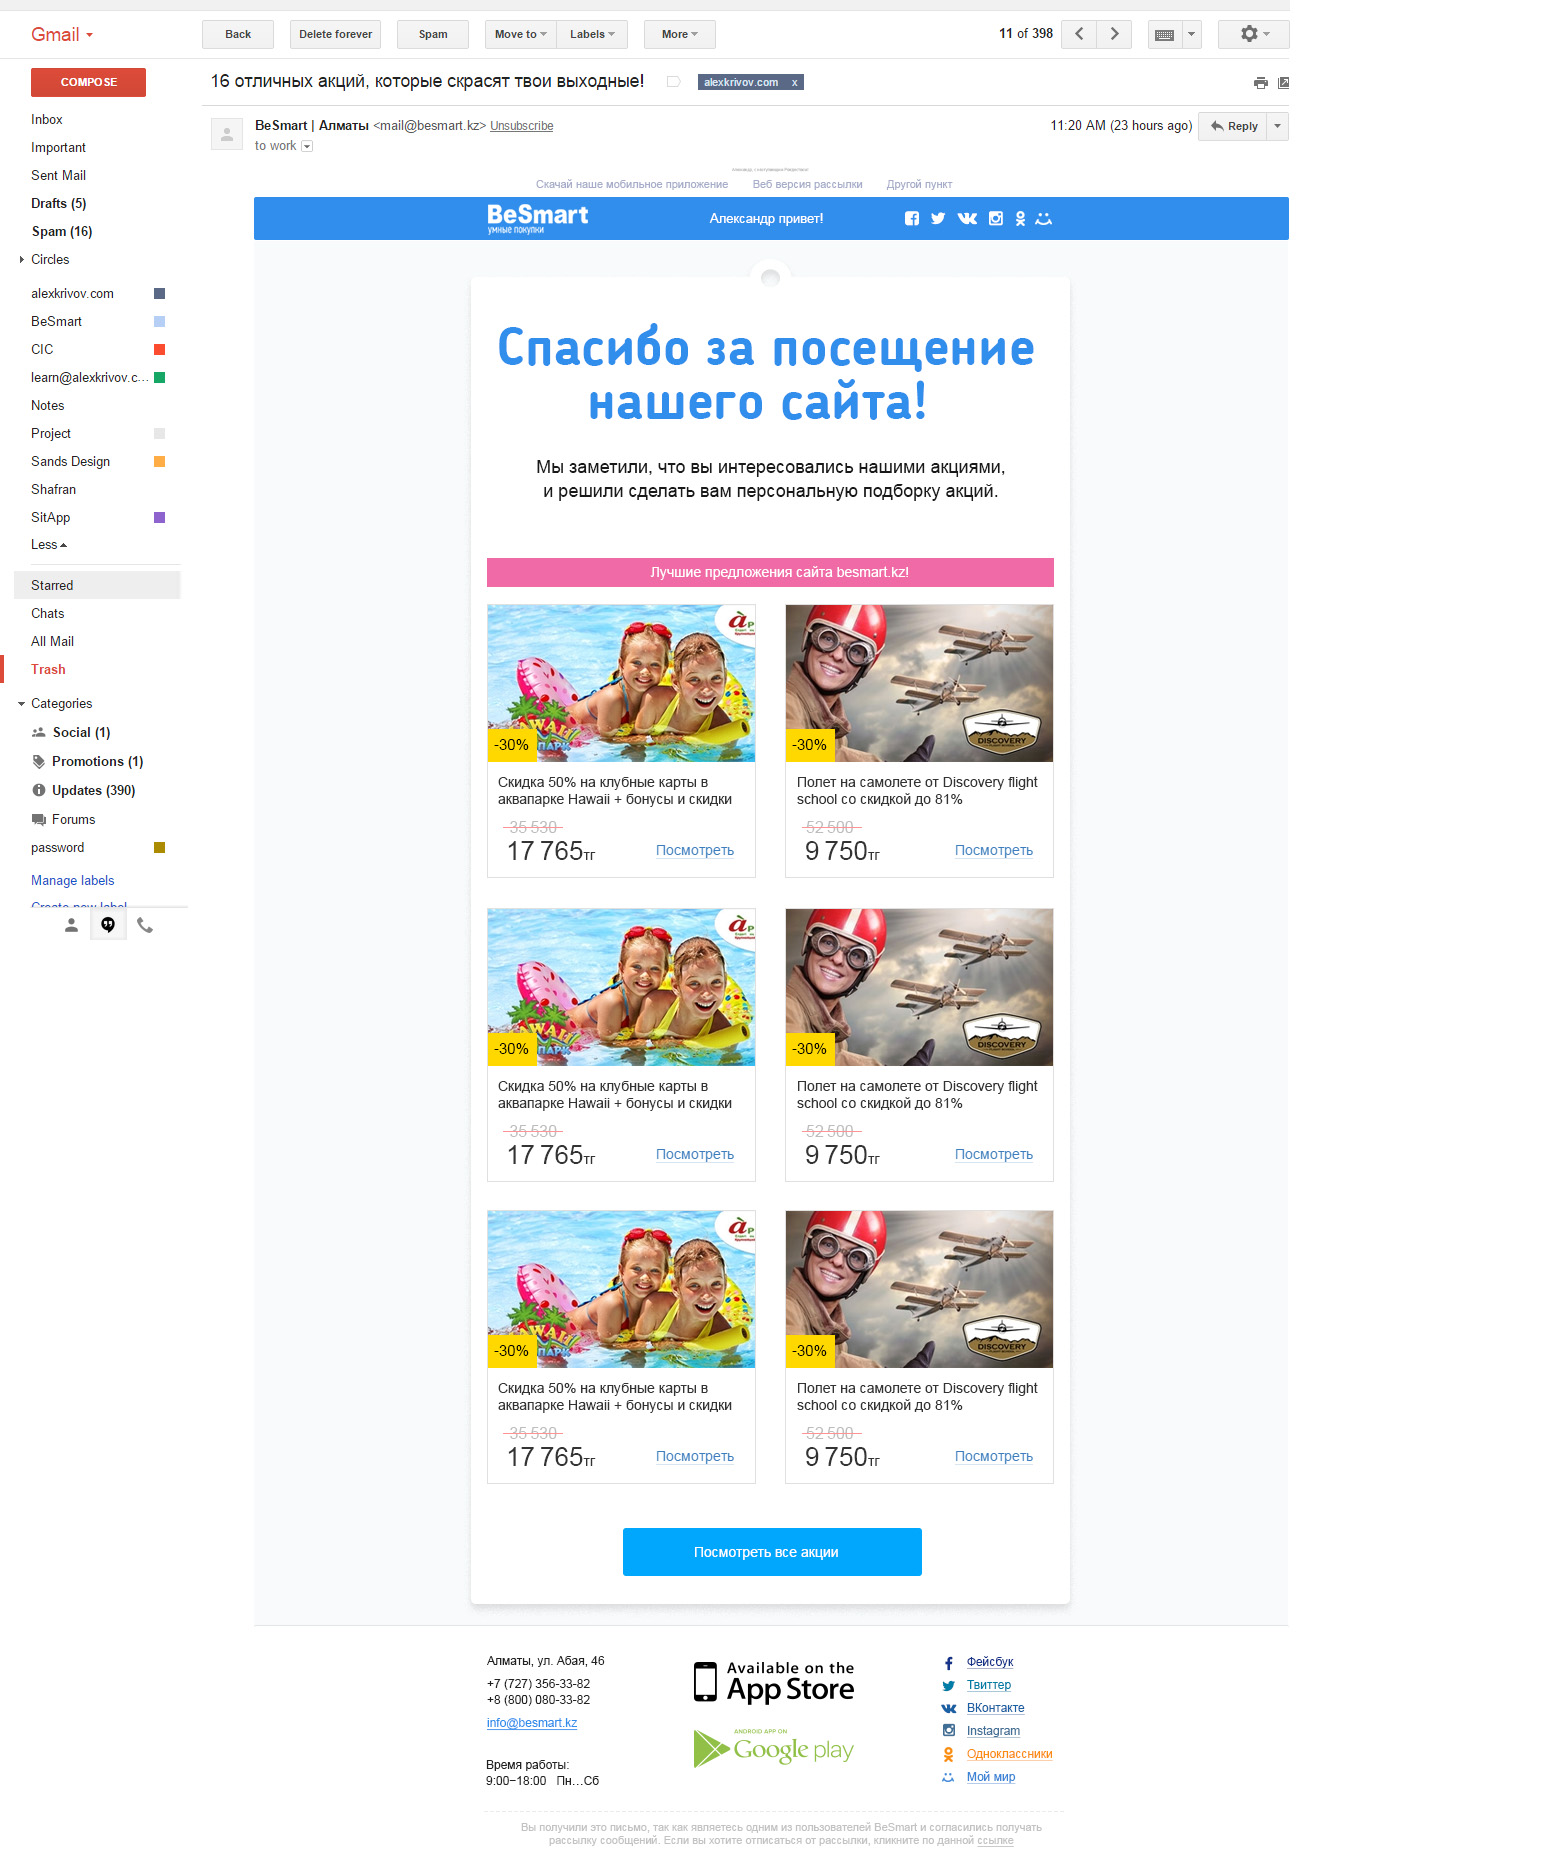 Gmail
Back
Delete forever
Spam
Move to
Labels
More
11 of 398
COMPOSE
16 отличных акций, которые скрасят твои выходные!
alexkrivov.com x
Inbox
Important
Sent Mail
Drafts (5)
Spam (16)
Circles
alexkrivov.com
BeSmart
CIC
learn@alexkrivov.c...
Notes
Project
Sands Design
Shafran
SitApp
Less
Starred
Chats
All Mail
Trash
Categories
Social (1)
Promotions (1)
Updates (390)
Forums
password
Manage labels
Create new label
BeSmart | Алматы <mail@besmart.kz> Unsubscribe
11:20 AM (23 hours ago)
Reply
to work
Скачай наше мобильное приложение Веб версия рассылки Другой пункт
BeSmart
умные покупки
Александр привет!
Спасибо за посещение
нашего сайта!
Мы заметили, что вы интересовались нашими акциями,
и решили сделать вам персональную подборку акций.
Лучшие предложения сайта besmart.kz!
-30%
Скидка 50% на клубные карты в
аквапарке Hawaii + бонусы и скидки
35 530
17 765тг
Посмотреть
DISCOVERY
-30%
Полет на самолете от Discovery flight
school со скидкой до 81%
52 500
9 750тг
Посмотреть
-30%
Скидка 50% на клубные карты в
аквапарке Hawaii + бонусы и скидки
35 530
17 765тг
Посмотреть
DISCOVERY
-30%
Полет на самолете от Discovery flight
school со скидкой до 81%
52 500
9 750тг
Посмотреть
-30%
Скидка 50% на клубные карты в
аквапарке Hawaii + бонусы и скидки
35 530
17 765тг
Посмотреть
DISCOVERY
-30%
Полет на самолете от Discovery flight
school со скидкой до 81%
52 500
9 750тг
Посмотреть
Посмотреть все акции
Алматы, ул. Абая, 46
+7 (727) 356-33-82
+8 (800) 080-33-82
info@besmart.kz
Время работы:
9:00–18:00 Пн...Сб
Available on the
App Store
ANDROID APP ON
Google play
Фейсбук
Твиттер
ВКонтакте
Instagram
Одноклассники
Мой мир
Вы получили это письмо, так как являетесь одним из пользователей BeSmart и согласились получать
рассылку сообщений. Если вы хотите отписаться от рассылки, кликните по данной ссылке